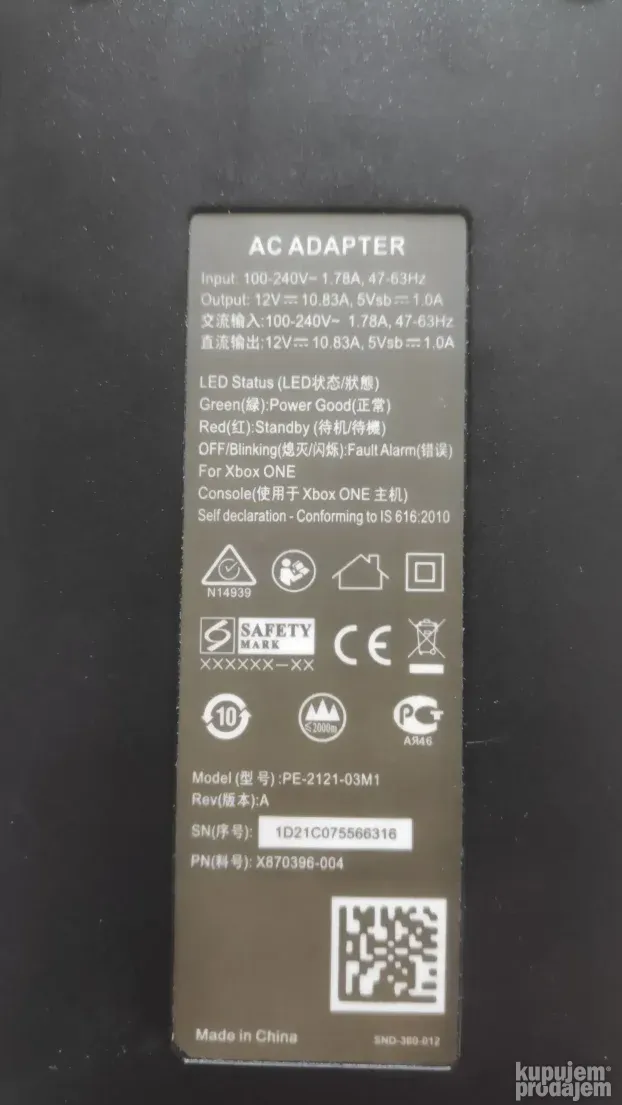 AC ADAPTER
Input: 100-240V~ 1.78A, 47-63Hz
Output: 12V⎓10.83A, 5Vsb⎓1.0A
交流输入:100-240V~ 1.78A, 47-63Hz
直流输出:12V⎓10.83A, 5Vsb⎓1.0A
LED Status (LED状态/狀態)
Green(绿):Power Good(正常)
Red(红):Standby (待机/待機)
OFF/Blinking(熄灭/闪烁):Fault Alarm(错误)
For Xbox ONE
Console(使用于 Xbox ONE 主机)
Self declaration - Conforming to IS 616:2010
N14939
SAFETY
MARK
XXXXXX-XX
CE
10
≤2000m
РСТ
АЯ46
Model (型号) :PE-2121-03M1
Rev(版本):A
SN(序号): 1D21C075566316
PN(料号): X870396-004
Made in China
SND-360-012
kupujem
prodajem